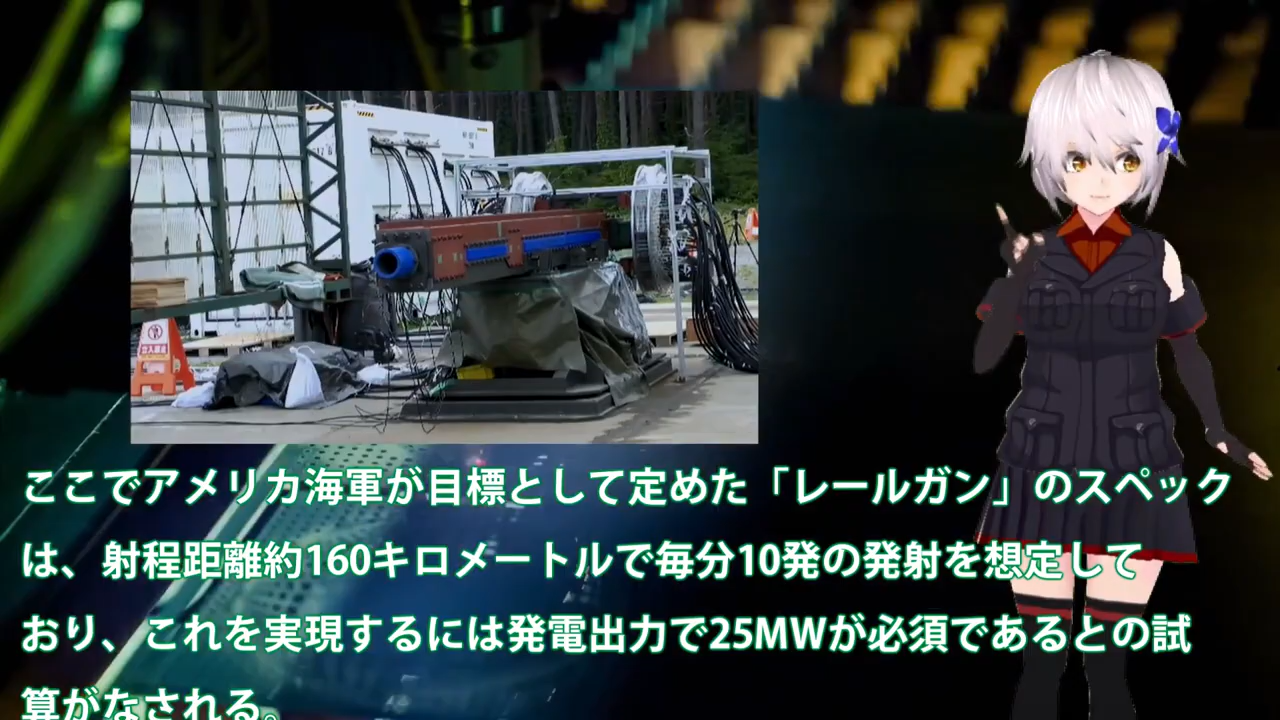 立入禁止
ここでアメリカ海軍が目標として定めた「レールガン」のスペック
は、射程距離約160キロメートルで毎分10発の発射を想定して
おり、これを実現するには発電出力で25MWが必須であるとの試
算がなされる。